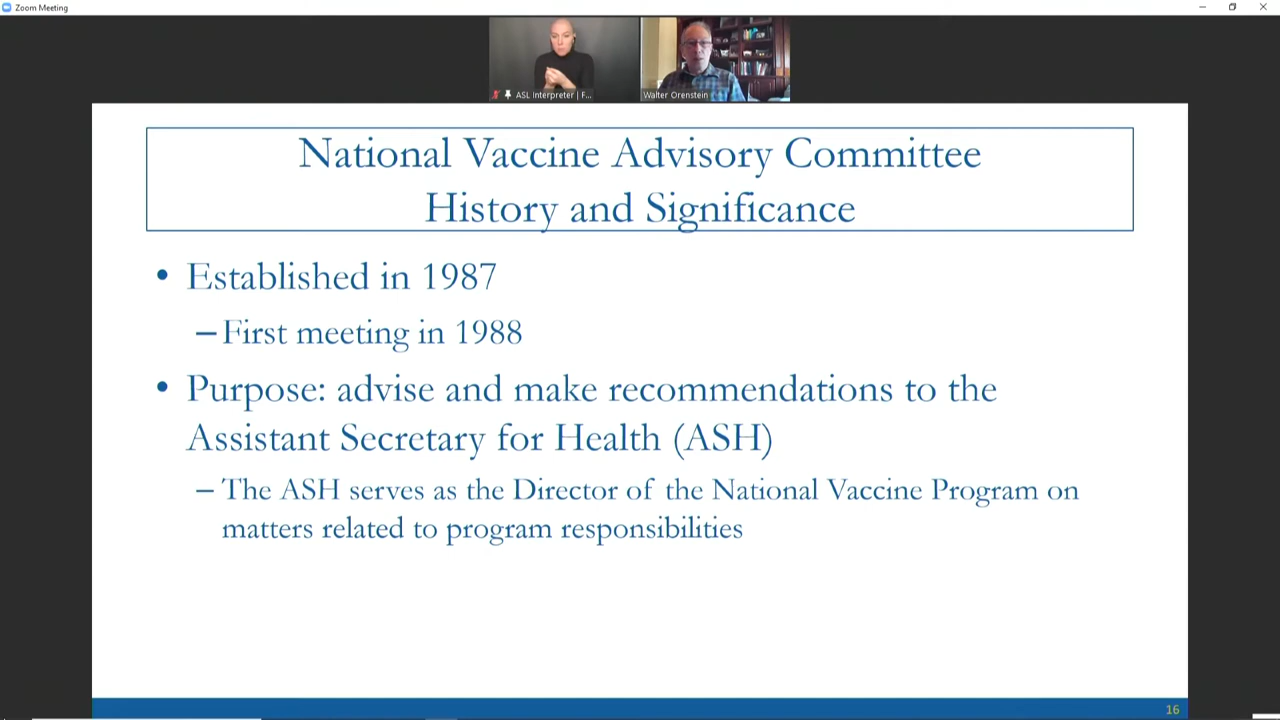 Zoom Meeting
ASL Interpreter | F...
Walter Orenstein
National Vaccine Advisory Committee
History and Significance
• Established in 1987
– First meeting in 1988
• Purpose: advise and make recommendations to the
Assistant Secretary for Health (ASH)
– The ASH serves as the Director of the National Vaccine Program on
matters related to program responsibilities
16